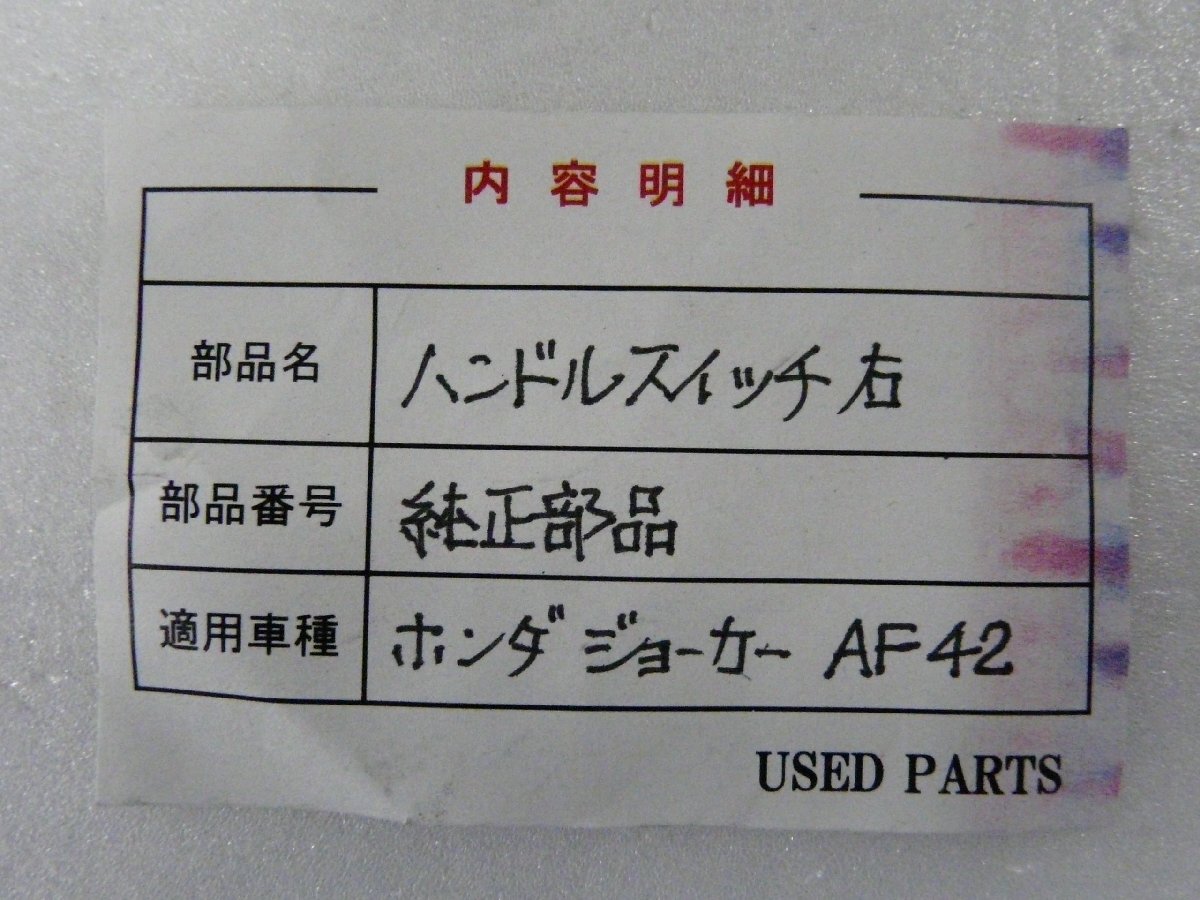 内容明細
部品名 ハンドルスイッチ右
部品番号 純正部品
適用車種 ホンダ ジョーカー AF42
USED PARTS